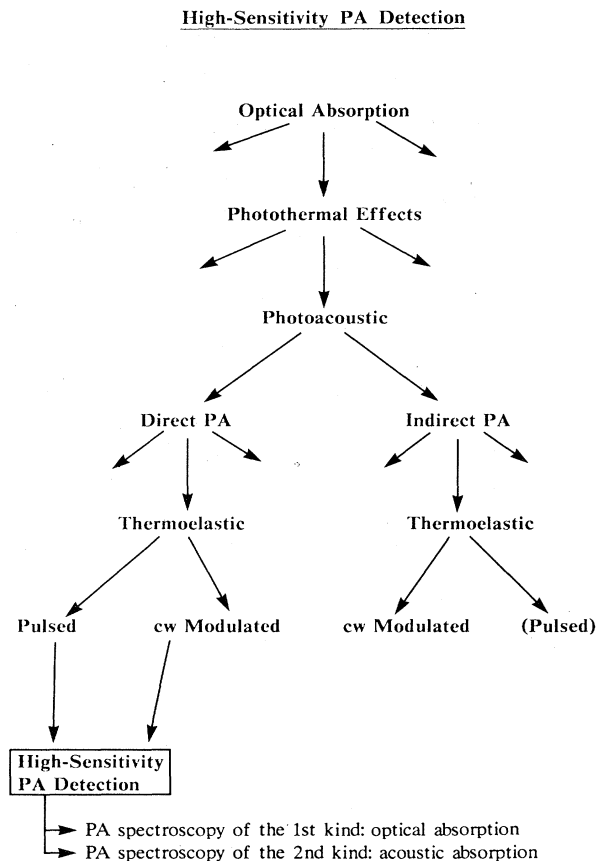 High-Sensitivity PA Detection
Optical Absorption
Photothermal Effects
Photoacoustic
Direct PA
Indirect PA
Thermoelastic
Thermoelastic
Pulsed
cw Modulated
cw Modulated
(Pulsed)
High-Sensitivity
PA Detection
PA spectroscopy of the 1st kind: optical absorption
PA spectroscopy of the 2nd kind: acoustic absorption